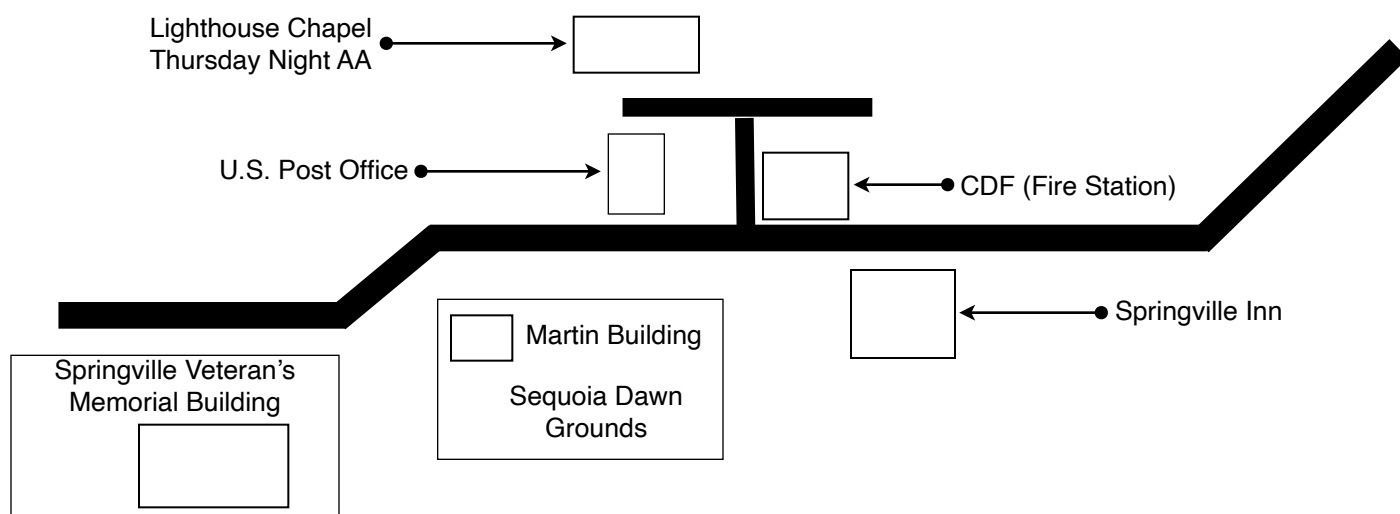 Lighthouse Chapel
Thursday Night AA
U.S. Post Office
CDF (Fire Station)
Springville Inn
Martin Building
Sequoia Dawn
Grounds
Springville Veteran’s
Memorial Building